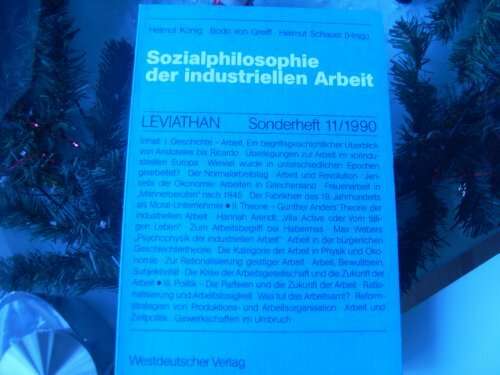 Helmut König · Bodo von Greiff · Helmut Schauer (Hrsg.)
Sozialphilosophie
der industriellen Arbeit
LEVIATHAN Sonderheft 11/1990
Inhalt: I. Geschichte – Arbeit. Ein begriffsgeschichtlicher Überblick
von Aristoteles bis Ricardo · Überlegungen zur Arbeit im vorindu-
striellen Europa · Wieviel wurde in unterschiedlichen Epochen
gearbeitet? · Der Normalarbeitstag · Arbeit und Revolution · Jen-
seits der Ökonomie: Arbeiten in Griechenland · Frauenarbeit in
„Männerberufen“ nach 1945 · Der Fabrikherr des 19. Jahrhunderts
als Moral-Unternehmer • II. Theorie – Günther Anders' Theorie der
industriellen Arbeit · Hannah Arendt: „Vita Activa oder Vom täti-
gen Leben“ · Zum Arbeitsbegriff bei Habermas · Max Webers
„Psychophysik der industriellen Arbeit“ · Arbeit in der bürgerlichen
Geschlechtertheorie · Die Kategorie der Arbeit in Physik und Öko-
nomie · Zur Rationalisierung geistiger Arbeit · Arbeit, Bewußtsein,
Subjektivität · Die Krise der Arbeitsgesellschaft und die Zukunft der
Arbeit • III. Politik – Die Parteien und die Zukunft der Arbeit · Ratio-
nalisierung und Arbeitslosigkeit · Was tut das Arbeitsamt? · Reform-
strategien von Produktions- und Arbeitsorganisation · Arbeit und
Zeitpolitik · Gewerkschaften im Umbruch
Westdeutscher Verlag